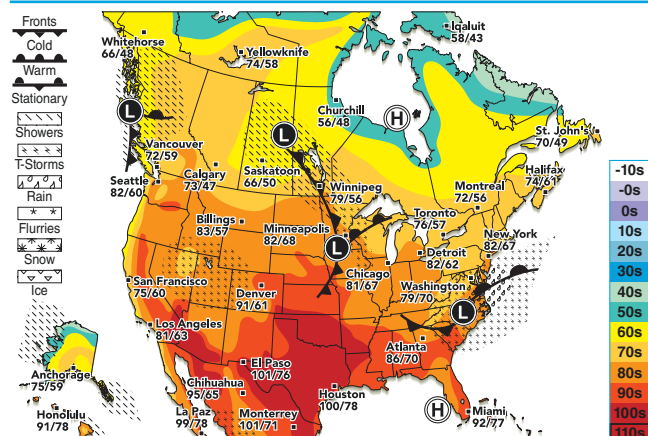 Fronts
Cold
Warm
Stationary
Showers
T-Storms
Rain
Flurries
Snow
Ice
Whitehorse
66/48
Yellowknife
74/58
Iqaluit
58/43
Churchill
56/48
H
L
L
St. John's
70/49
Vancouver
72/59
Seattle
82/60
Calgary
73/47
Saskatoon
66/50
Winnipeg
79/56
Montreal
72/56
Halifax
74/61
Billings
83/57
Minneapolis
82/68
L
Toronto
76/57
Detroit
82/62
New York
82/67
San Francisco
75/60
Denver
91/61
Chicago
81/67
Washington
79/70
L
Los Angeles
81/63
Atlanta
86/70
El Paso
101/76
Anchorage
75/59
Chihuahua
95/65
Houston
100/78
H
Miami
92/77
Honolulu
91/78
La Paz
99/78
Monterrey
101/71
-10s
-0s
0s
10s
20s
30s
40s
50s
60s
70s
80s
90s
100s
110s